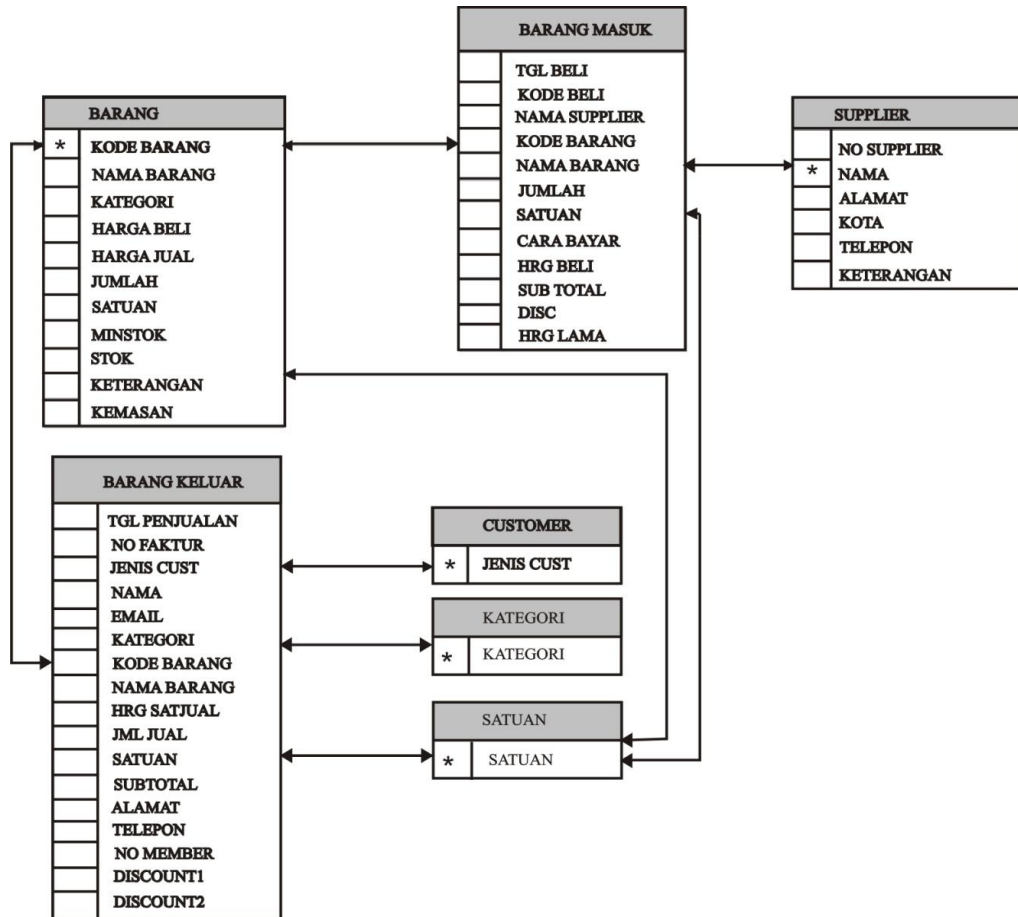 BARANG MASUK
TGL BELI
KODE BELI
NAMA SUPPLIER
KODE BARANG
NAMA BARANG
JUMLAH
SATUAN
CARA BAYAR
HRG BELI
SUB TOTAL
DISC
HRG LAMA
BARANG
* KODE BARANG
NAMA BARANG
KATEGORI
HARGA BELI
HARGA JUAL
JUMLAH
SATUAN
MINSTOK
STOK
KETERANGAN
KEMASAN
SUPPLIER
NO SUPPLIER
* NAMA
ALAMAT
KOTA
TELEPON
KETERANGAN
BARANG KELUAR
TGL PENJUALAN
NO FAKTUR
JENIS CUST
NAMA
EMAIL
KATEGORI
KODE BARANG
NAMA BARANG
HRG SATJUAL
JML JUAL
SATUAN
SUBTOTAL
ALAMAT
TELEPON
NO MEMBER
DISCOUNT1
DISCOUNT2
CUSTOMER
* JENIS CUST
KATEGORI
* KATEGORI
SATUAN
* SATUAN